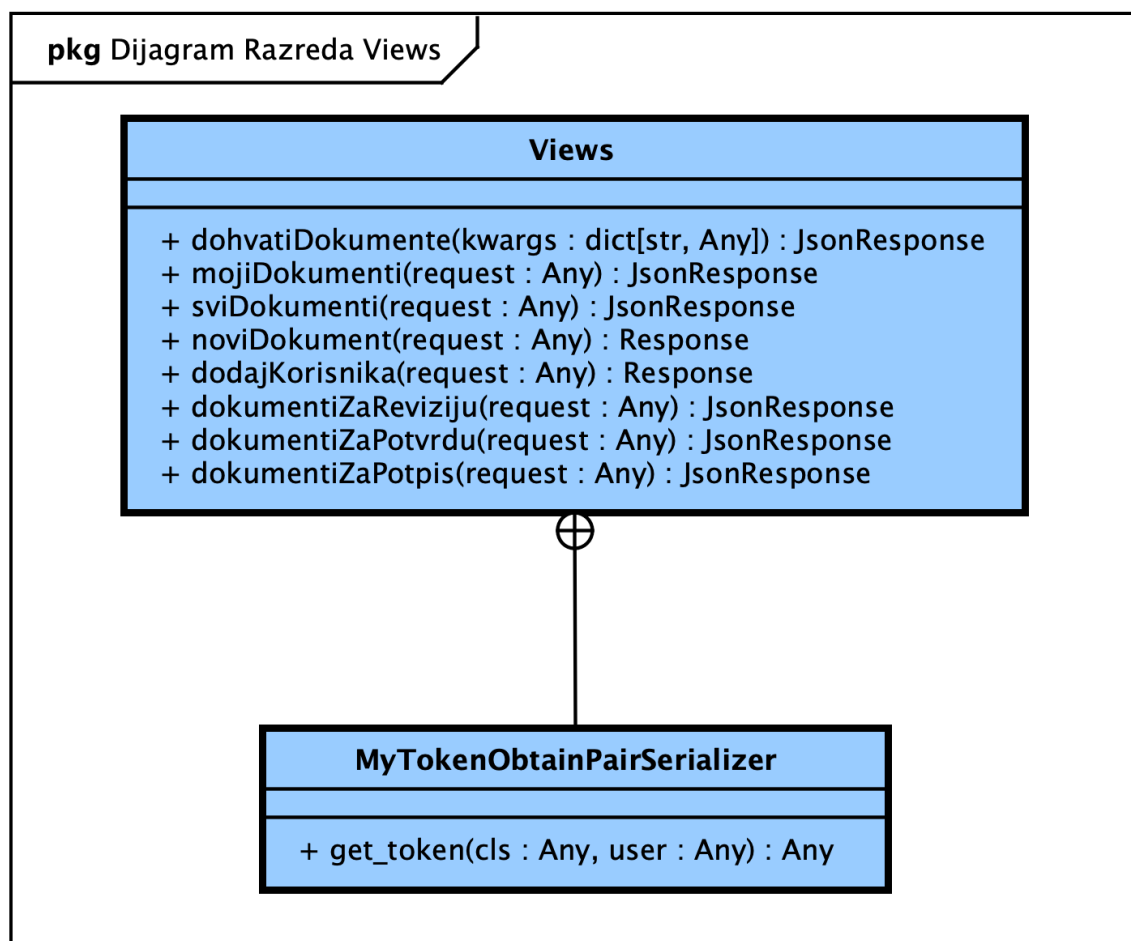 pkg Dijagram Razreda Views
Views
+ dohvatiDokumente(kwargs : dict[str, Any]) : JsonResponse
+ mojiDokumenti(request : Any) : JsonResponse
+ sviDokumenti(request : Any) : JsonResponse
+ noviDokument(request : Any) : Response
+ dodajKorisnika(request : Any) : Response
+ dokumentiZaReviziju(request : Any) : JsonResponse
+ dokumentiZaPotvrdu(request : Any) : JsonResponse
+ dokumentiZaPotpis(request : Any) : JsonResponse
MyTokenObtainPairSerializer
+ get_token(cls : Any, user : Any) : Any